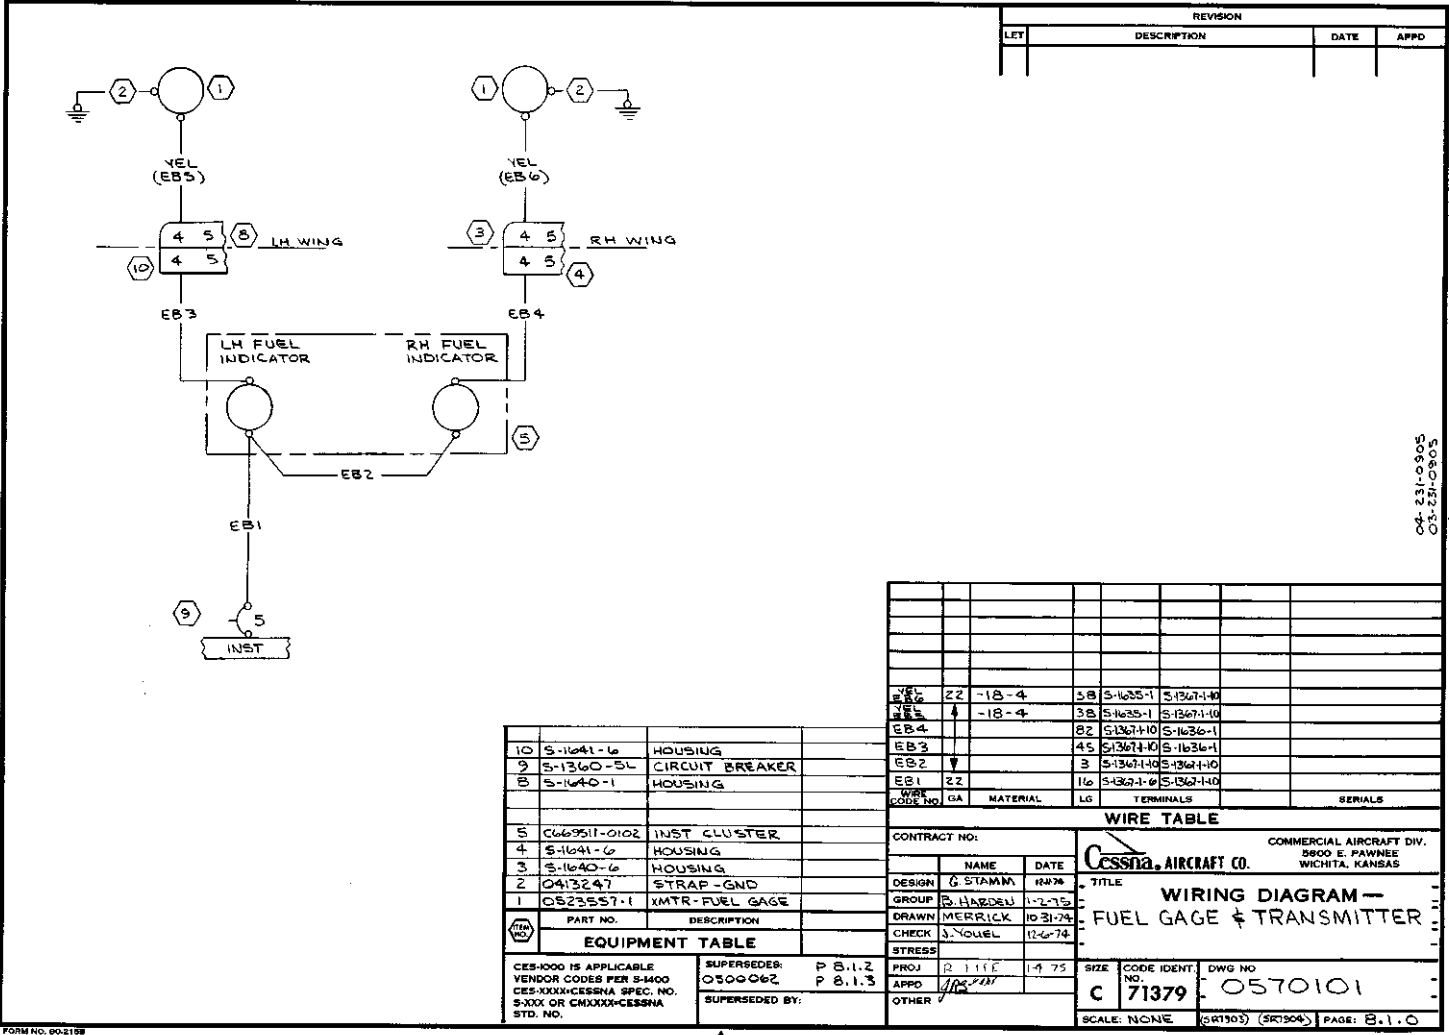 REVISION
LET DESCRIPTION DATE APPD
2 1
1 2
YEL
(EB5)
YEL
(EB6)
4 5 8 LH WING
10 4 5
3 4 5 RH WING
4 5 4
EB3
EB4
LH FUEL
INDICATOR
RH FUEL
INDICATOR
5
EB2
EB1
9 5
INST
04-231-0905
03-231-0905
22 -18-4 38 S-1635-1 S-1367-1-10
-18-4 38 S-1635-1 S-1367-1-10
EB4 82 S-1367-1-10 S-1636-1
EB3 45 S-1367-1-10 S-1636-1
EB2 3 S-1367-1-10 S-1367-1-10
EB1 22 16 S-1367-1-6 S-1367-1-10
WIRE CODE NO. GA MATERIAL LG TERMINALS SERIALS
WIRE TABLE
10 S-1641-6 HOUSING
9 S-1360-5L CIRCUIT BREAKER
8 S-1640-1 HOUSING
5 C669511-0102 INST CLUSTER
4 S-1641-6 HOUSING
3 S-1640-6 HOUSING
2 0413247 STRAP-GND
1 0523557-1 XMTR-FUEL GAGE
ITEM NO. PART NO. DESCRIPTION
EQUIPMENT TABLE
CES-1000 IS APPLICABLE
VENDOR CODES PER S-1400
CES-XXXX=CESSNA SPEC. NO.
S-XXX OR CMXXXX=CESSNA
STD. NO.
SUPERSEDES: P 8.1.2
0500062 P 8.1.3
SUPERSEDED BY:
CONTRACT NO:
NAME DATE
DESIGN G. STAMM
GROUP B. HARDEN 1-2-75
DRAWN MERRICK 10-31-74
CHECK J. YOUEL 12-6-74
STRESS
PROJ
APPD
OTHER
Cessna. AIRCRAFT CO.
COMMERCIAL AIRCRAFT DIV.
5800 E. PAWNEE
WICHITA, KANSAS
TITLE
WIRING DIAGRAM—
FUEL GAGE & TRANSMITTER
SIZE C
CODE IDENT. NO. 71379
DWG NO 0570101
SCALE: NONE (SR7903) (SR7904) PAGE: 8.1.0
FORM NO. 80-215B